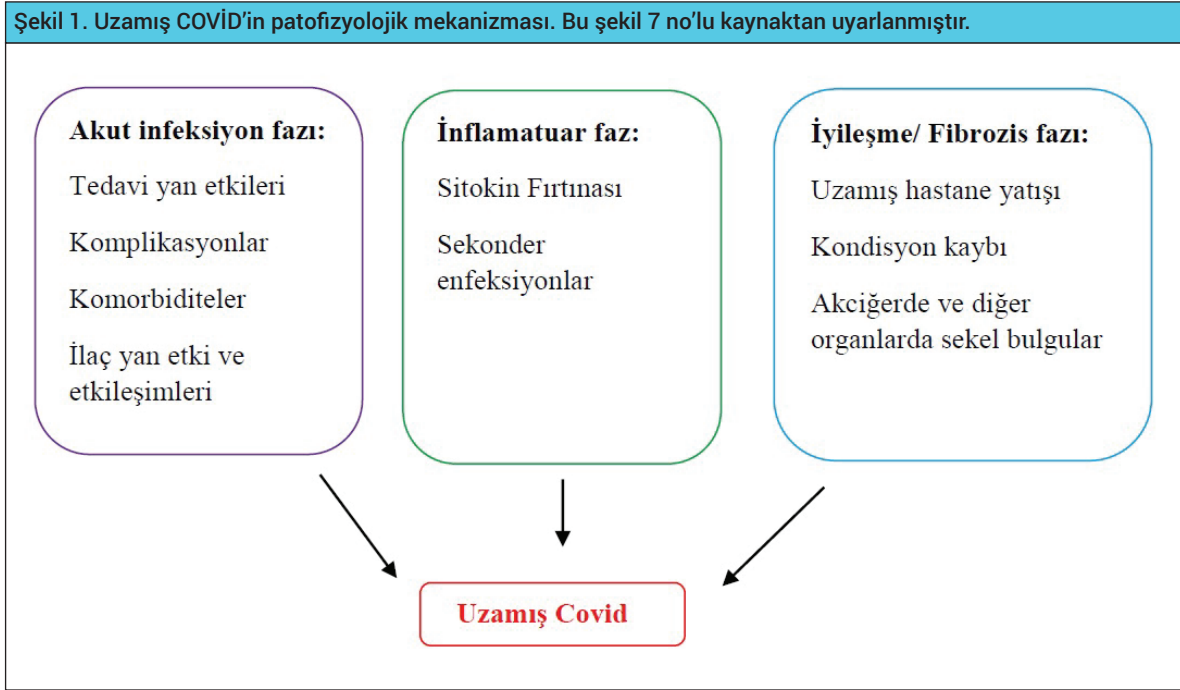 Şekil 1. Uzamış COVİD’in patofizyolojik mekanizması. Bu şekil 7 no’lu kaynaktan uyarlanmıştır.
Akut infeksiyon fazı:
Tedavi yan etkileri
Komplikasyonlar
Komorbiditeler
İlaç yan etki ve
etkileşimleri
İnflamatuar faz:
Sitokin Fırtınası
Sekonder
enfeksiyonlar
İyileşme/ Fibrozis fazı:
Uzamış hastane yatışı
Kondisyon kaybı
Akciğerde ve diğer
organlarda sekel bulgular
Uzamış Covid